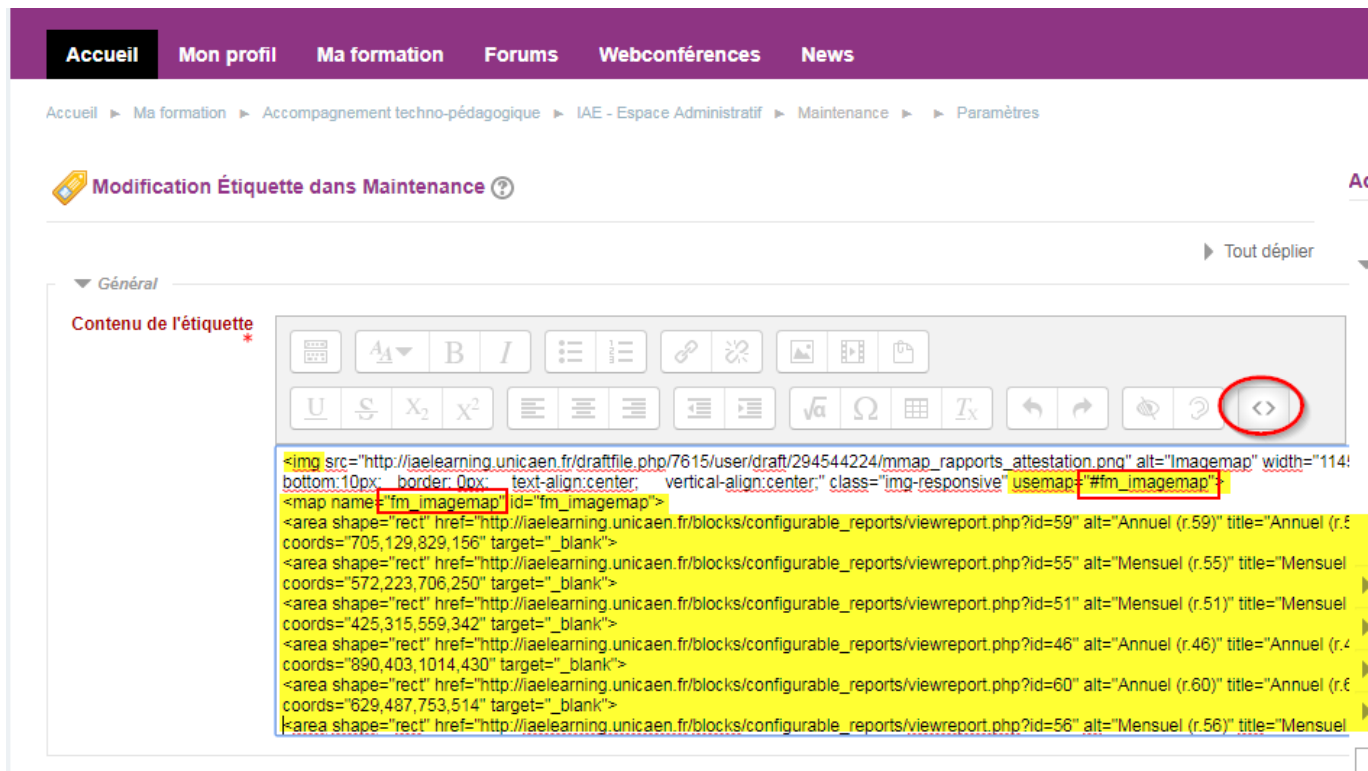 Accueil Mon profil Ma formation Forums Webconférences News
Accueil ► Ma formation ► Accompagnement techno-pédagogique ► IAE - Espace Administratif ► Maintenance ► ► Paramètres
Modification Étiquette dans Maintenance
Tout déplier
Général
Contenu de l'étiquette *
<img src="http://iaelearning.unicaen.fr/draftfile.php/7615/user/draft/294544224/mmap_rapports_attestation.png" alt="Imagemap" width="1145
bottom:10px; border: 0px; text-align:center; vertical-align:center;" class="img-responsive" usemap="#fm_imagemap">
<map name="fm_imagemap" id="fm_imagemap">
<area shape="rect" href="http://iaelearning.unicaen.fr/blocks/configurable_reports/viewreport.php?id=59" alt="Annuel (r.59)" title="Annuel (r.5
coords="705,129,829,156" target="_blank">
<area shape="rect" href="http://iaelearning.unicaen.fr/blocks/configurable_reports/viewreport.php?id=55" alt="Mensuel (r.55)" title="Mensuel
coords="572,223,706,250" target="_blank">
<area shape="rect" href="http://iaelearning.unicaen.fr/blocks/configurable_reports/viewreport.php?id=51" alt="Mensuel (r.51)" title="Mensuel
coords="425,315,559,342" target="_blank">
<area shape="rect" href="http://iaelearning.unicaen.fr/blocks/configurable_reports/viewreport.php?id=46" alt="Annuel (r.46)" title="Annuel (r.4
coords="890,403,1014,430" target="_blank">
<area shape="rect" href="http://iaelearning.unicaen.fr/blocks/configurable_reports/viewreport.php?id=60" alt="Annuel (r.60)" title="Annuel (r.6
coords="629,487,753,514" target="_blank">
<area shape="rect" href="http://iaelearning.unicaen.fr/blocks/configurable_reports/viewreport.php?id=56" alt="Mensuel (r.56)" title="Mensuel